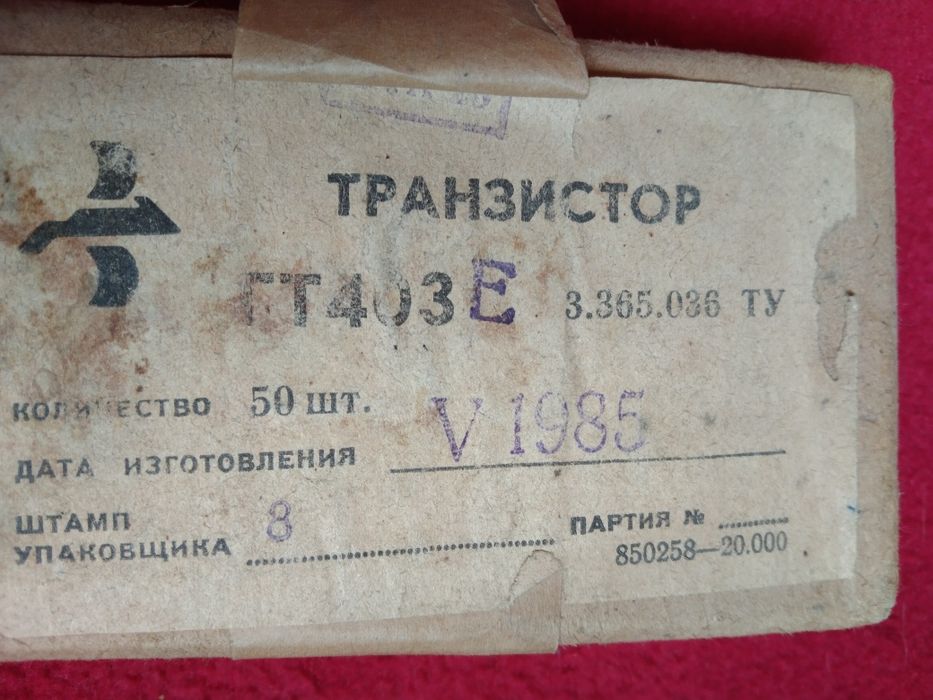 ТРАНЗИСТОР
ГТ403Е 3.365.036 ТУ
КОЛИЧЕСТВО 50 шт.
ДАТА ИЗГОТОВЛЕНИЯ V 1985
ШТАМП УПАКОВЩИКА 8
ПАРТИЯ №
850258—20.000